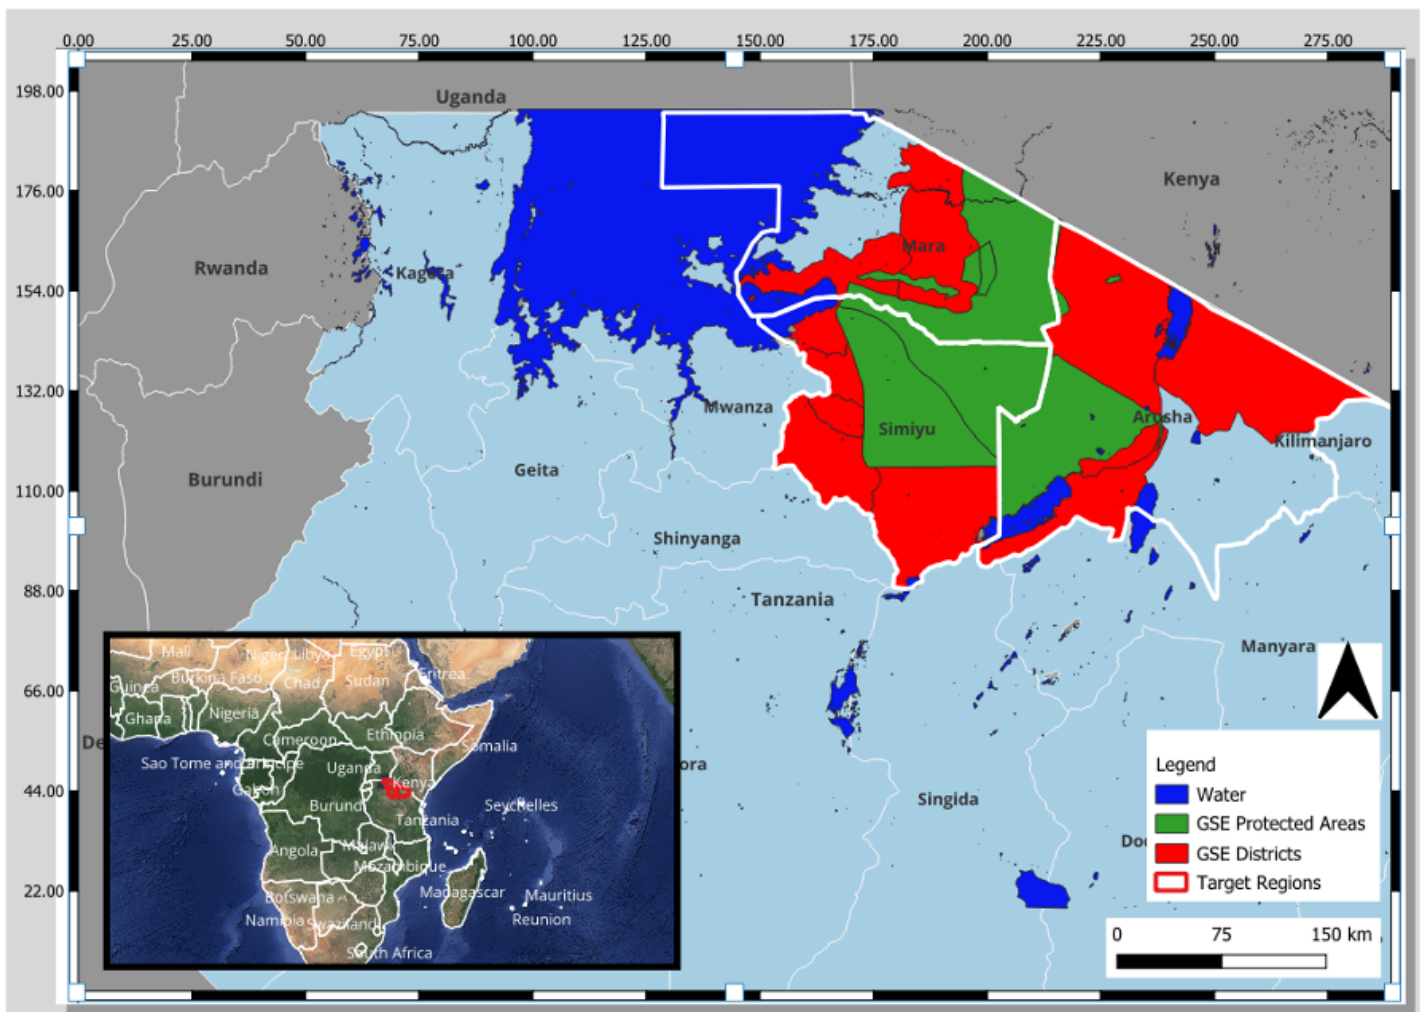 0.00 25.00 50.00 75.00 100.00 125.00 150.00 175.00 200.00 225.00 250.00 275.00
198.00
176.00
154.00
132.00
110.00
88.00
66.00
44.00
22.00
Uganda
Kenya
Rwanda
Mara
Kagera
Mwanza
Arusha
Simiyu
Kilimanjaro
Geita
Burundi
Shinyanga
Tanzania
Manyara
De
ora
Singida
Do
Mali
Niger
Libya
Egypt
Burkina Faso
Chad
Sudan
Eritrea
Guinea
Ghana
Nigeria
Cameroon
Ethiopia
Somalia
Sao Tome and Principe
Uganda
Gabon
Kenya
Burundi
Seychelles
Tanzania
Angola
Malawi
Mozambique
Madagascar
Mauritius
Botswana
Reunion
Namibia
Swaziland
South Africa
Legend
Water
GSE Protected Areas
GSE Districts
Target Regions
0 75 150 km